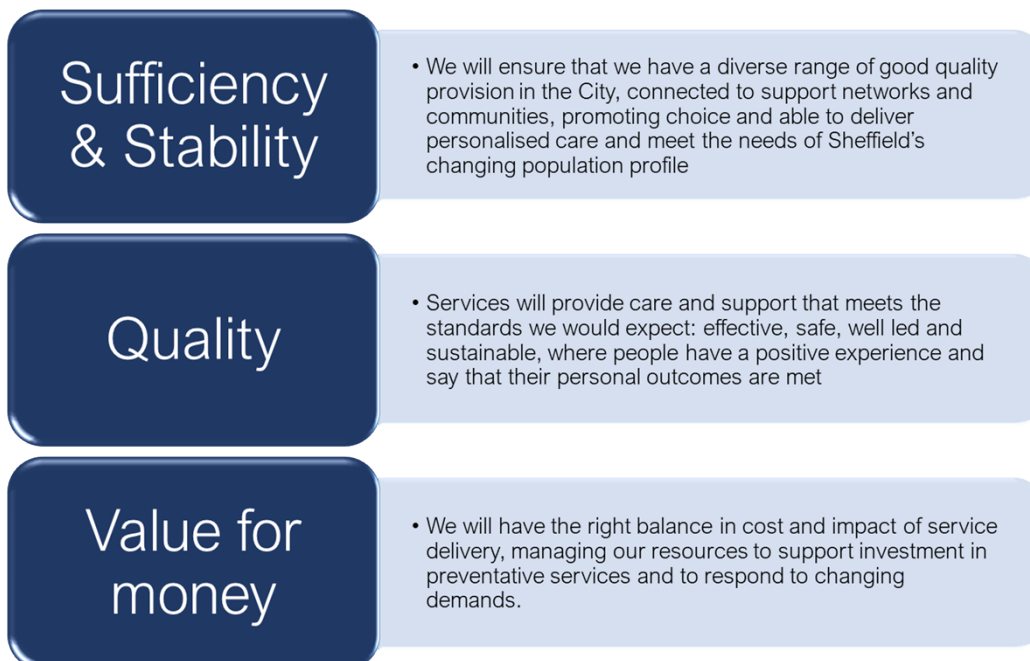 Sufficiency
& Stability
• We will ensure that we have a diverse range of good quality
provision in the City, connected to support networks and
communities, promoting choice and able to deliver
personalised care and meet the needs of Sheffield's
changing population profile
Quality
• Services will provide care and support that meets the
standards we would expect: effective, safe, well led and
sustainable, where people have a positive experience and
say that their personal outcomes are met
Value for
money
• We will have the right balance in cost and impact of service
delivery, managing our resources to support investment in
preventative services and to respond to changing
demands.